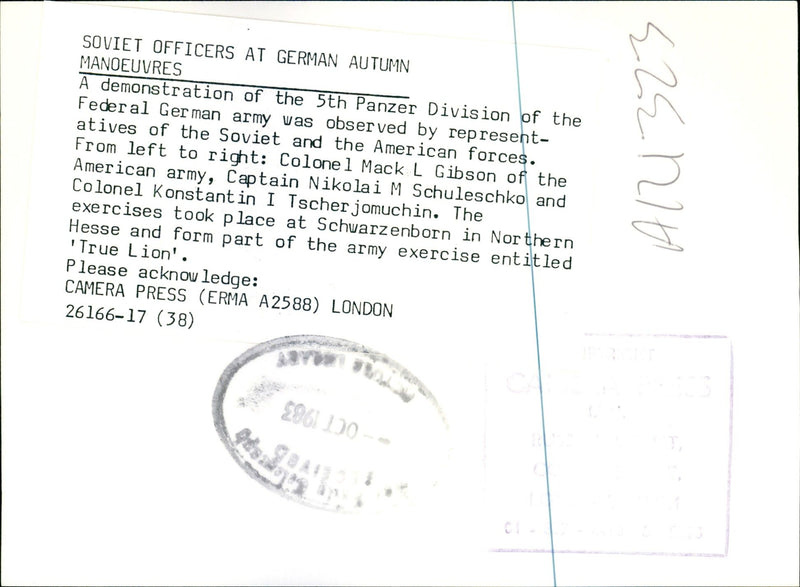 SOVIET OFFICERS AT GERMAN AUTUMN
MANOEUVRES
A demonstration of the 5th Panzer Division of the
Federal German army was observed by represent-
atives of the Soviet and the American forces.
From left to right: Colonel Mack L Gibson of the
American army, Captain Nikolai M Schuleschko and
Colonel Konstantin I Tscherjomuchin. The
exercises took place at Schwarzenborn in Northern
Hesse and form part of the army exercise entitled
'True Lion'.
Please acknowledge:
CAMERA PRESS (ERMA A2588) LONDON
26166-17 (38)
PICTURE LIBRARY
-- OCT 1983
RECEIVED